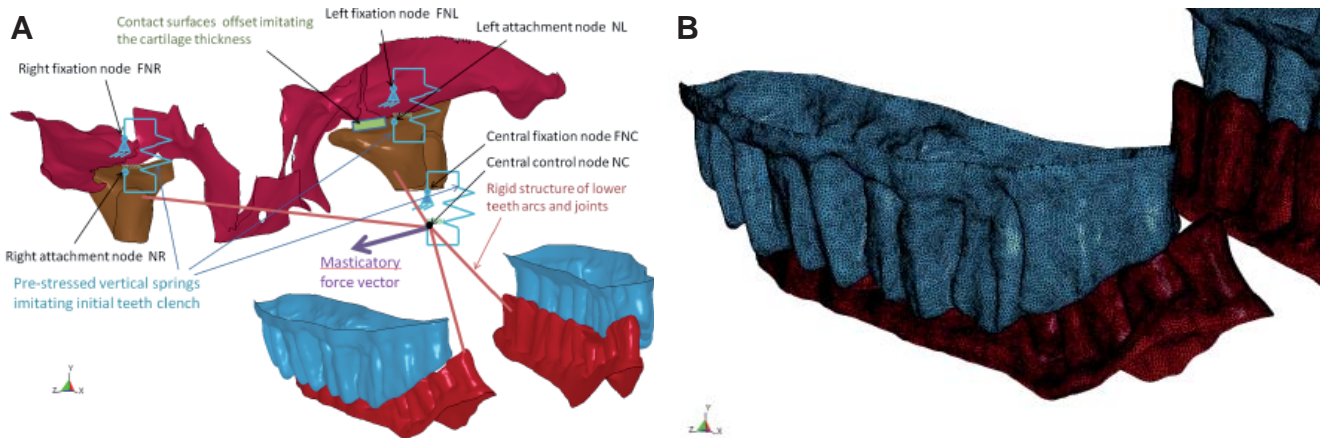 A
Contact surfaces offset imitating
the cartilage thickness
Left fixation node FNL
Left attachment node NL
Right fixation node FNR
Central fixation node FNC
Central control node NC
Rigid structure of lower
teeth arcs and joints
Right attachment node NR
Masticatory
force vector
Pre-stressed vertical springs
imitating initial teeth clench
Y
Z
X
B
Y
Z
X